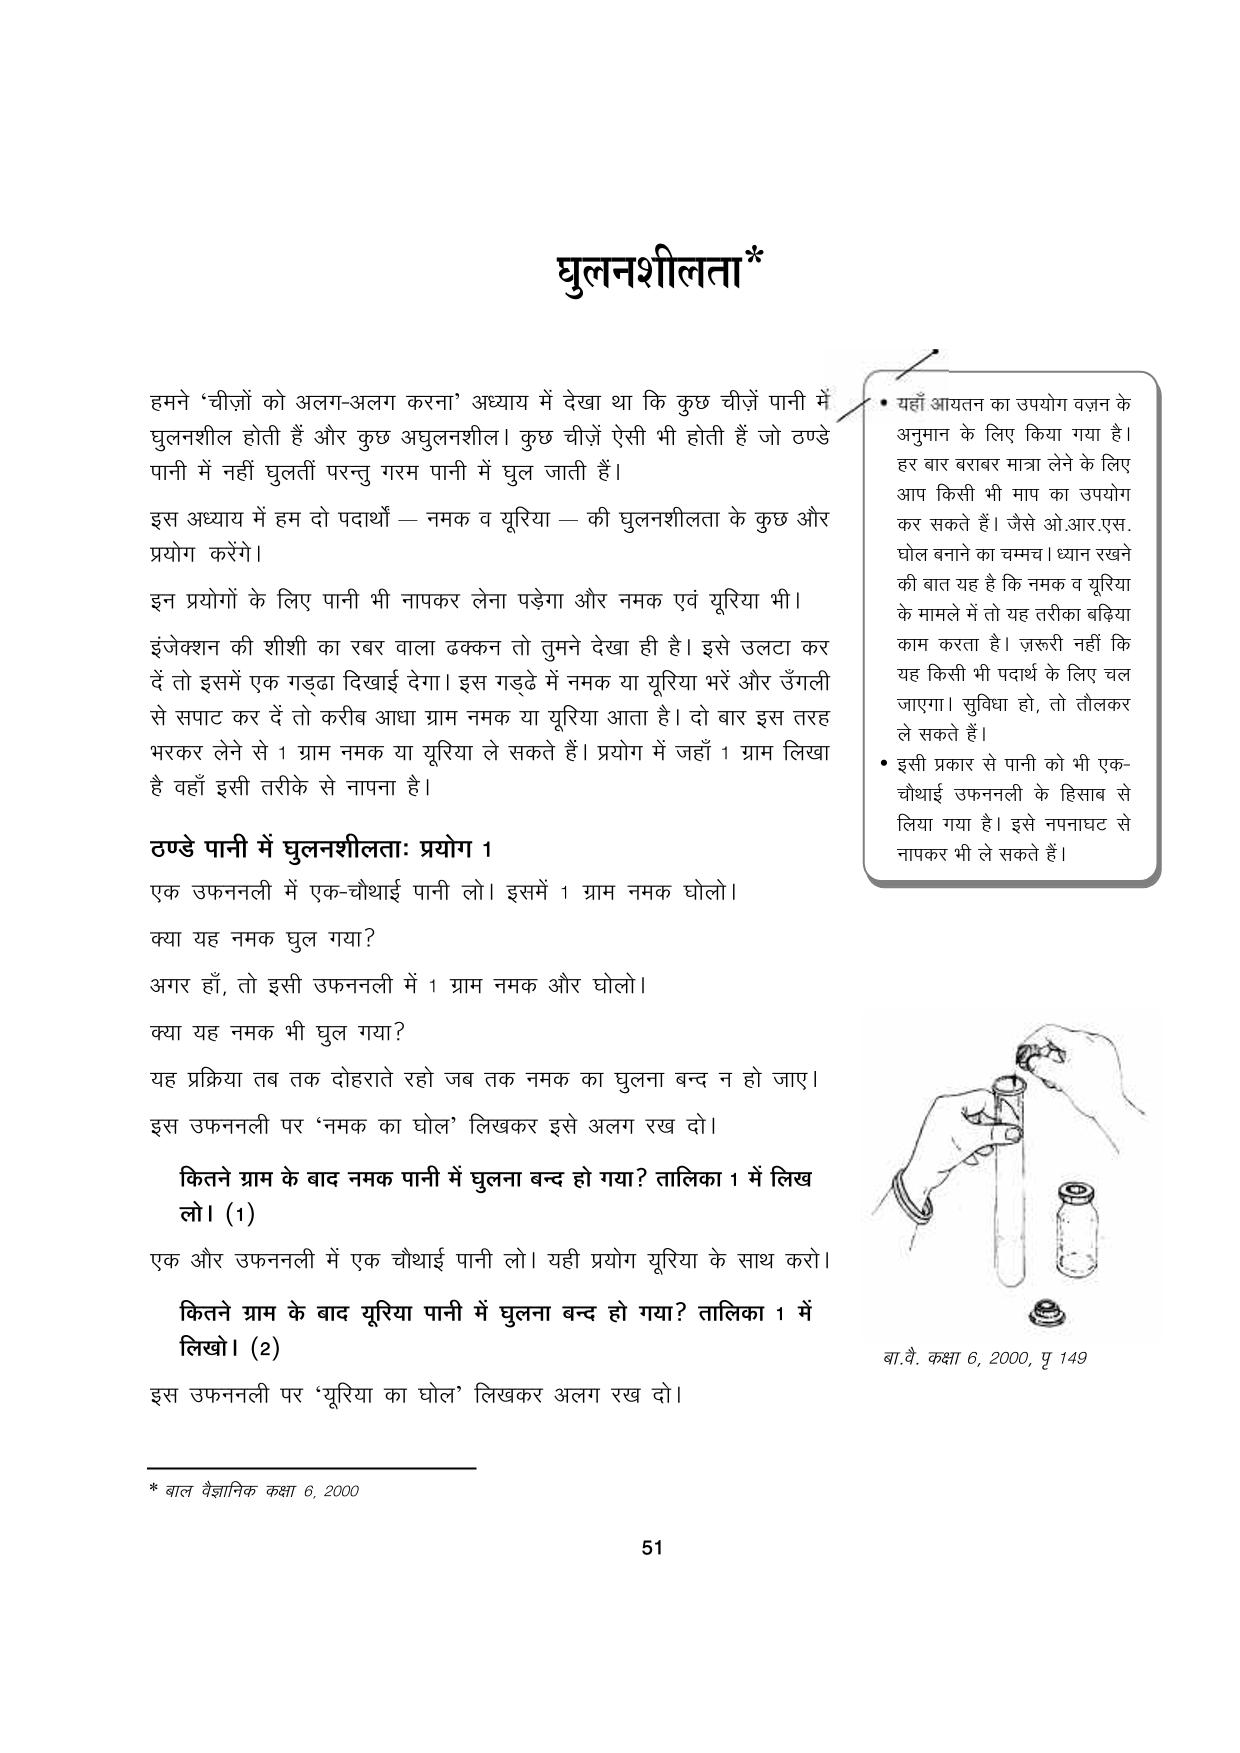 घुलनशीलता*
हमने ‘चीज़ों को अलग-अलग करना’ अध्याय में देखा था कि कुछ चीज़ें पानी में
घुलनशील होती हैं और कुछ अघुलनशील। कुछ चीज़ें ऐसी भी होती हैं जो ठण्डे
पानी में नहीं घुलतीं परन्तु गरम पानी में घुल जाती हैं।
इस अध्याय में हम दो पदार्थों — नमक व यूरिया — की घुलनशीलता के कुछ और
प्रयोग करेंगे।
इन प्रयोगों के लिए पानी भी नापकर लेना पड़ेगा और नमक एवं यूरिया भी।
इंजेक्शन की शीशी का रबर वाला ढक्कन तो तुमने देखा ही है। इसे उलटा कर
दें तो इसमें एक गड्ढा दिखाई देगा। इस गड्ढे में नमक या यूरिया भरें और उँगली
से सपाट कर दें तो करीब आधा ग्राम नमक या यूरिया आता है। दो बार इस तरह
भरकर लेने से 1 ग्राम नमक या यूरिया ले सकते हैं। प्रयोग में जहाँ 1 ग्राम लिखा
है वहाँ इसी तरीके से नापना है।
ठण्डे पानी में घुलनशीलता: प्रयोग 1
एक उफननली में एक-चौथाई पानी लो। इसमें 1 ग्राम नमक घोलो।
क्या यह नमक घुल गया?
अगर हाँ, तो इसी उफननली में 1 ग्राम नमक और घोलो।
क्या यह नमक भी घुल गया?
यह प्रक्रिया तब तक दोहराते रहो जब तक नमक का घुलना बन्द न हो जाए।
इस उफननली पर ‘नमक का घोल’ लिखकर इसे अलग रख दो।
कितने ग्राम के बाद नमक पानी में घुलना बन्द हो गया? तालिका 1 में लिख
लो। (1)
एक और उफननली में एक चौथाई पानी लो। यही प्रयोग यूरिया के साथ करो।
कितने ग्राम के बाद यूरिया पानी में घुलना बन्द हो गया? तालिका 1 में
लिखो। (2)
इस उफननली पर ‘यूरिया का घोल’ लिखकर अलग रख दो।
• यहाँ आयतन का उपयोग वज़न के
अनुमान के लिए किया गया है।
हर बार बराबर मात्रा लेने के लिए
आप किसी भी माप का उपयोग
कर सकते हैं। जैसे ओ.आर.एस.
घोल बनाने का चम्मच। ध्यान रखने
की बात यह है कि नमक व यूरिया
के मामले में तो यह तरीका बढ़िया
काम करता है। ज़रूरी नहीं कि
यह किसी भी पदार्थ के लिए चल
जाएगा। सुविधा हो, तो तौलकर
ले सकते हैं।
• इसी प्रकार से पानी को भी एक-
चौथाई उफननली के हिसाब से
लिया गया है। इसे नपनाघट से
नापकर भी ले सकते हैं।
बा.वै. कक्षा 6, 2000, पृ 149
* बाल वैज्ञानिक कक्षा 6, 2000
51